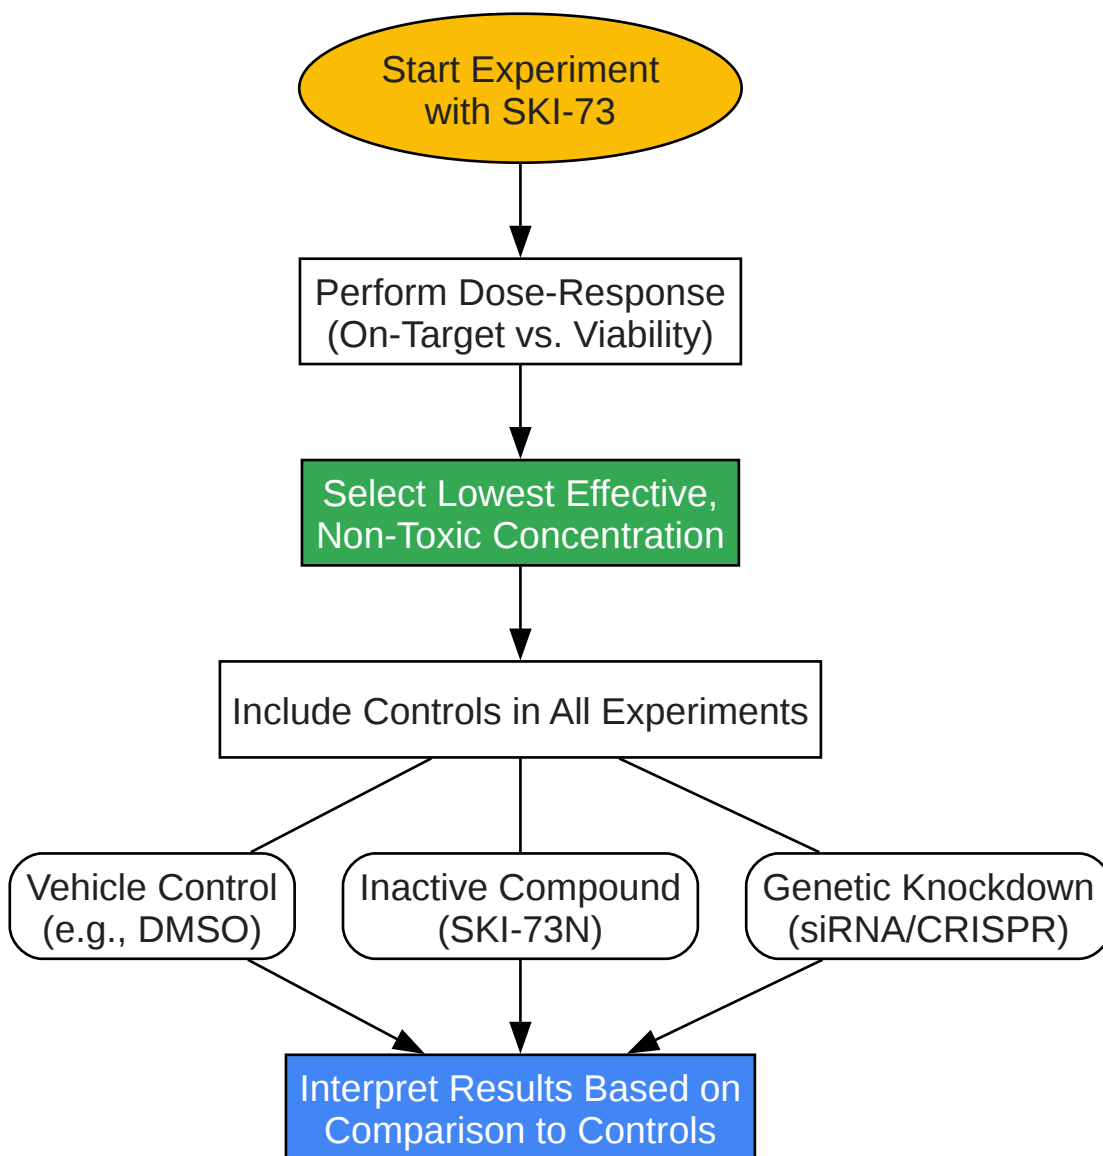 Start Experiment
with SKI-73
Perform Dose-Response
(On-Target vs. Viability)
Select Lowest Effective,
Non-Toxic Concentration
Include Controls in All Experiments
Vehicle Control
(e.g., DMSO)
Inactive Compound
(SKI-73N)
Genetic Knockdown
(siRNA/CRISPR)
Interpret Results Based on
Comparison to Controls